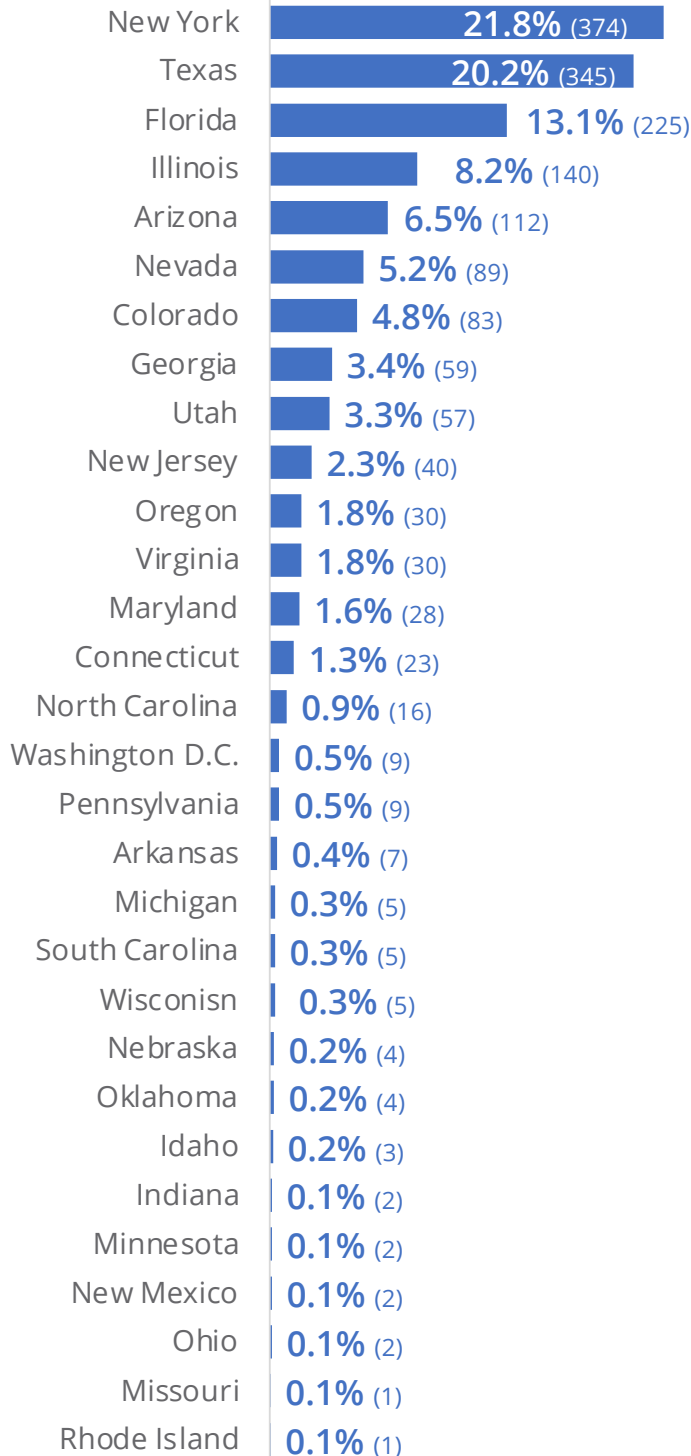 New York 21.8% (374)
Texas 20.2% (345)
Florida 13.1% (225)
Illinois 8.2% (140)
Arizona 6.5% (112)
Nevada 5.2% (89)
Colorado 4.8% (83)
Georgia 3.4% (59)
Utah 3.3% (57)
New Jersey 2.3% (40)
Oregon 1.8% (30)
Virginia 1.8% (30)
Maryland 1.6% (28)
Connecticut 1.3% (23)
North Carolina 0.9% (16)
Washington D.C. 0.5% (9)
Pennsylvania 0.5% (9)
Arkansas 0.4% (7)
Michigan 0.3% (5)
South Carolina 0.3% (5)
Wisconisn 0.3% (5)
Nebraska 0.2% (4)
Oklahoma 0.2% (4)
Idaho 0.2% (3)
Indiana 0.1% (2)
Minnesota 0.1% (2)
New Mexico 0.1% (2)
Ohio 0.1% (2)
Missouri 0.1% (1)
Rhode Island 0.1% (1)